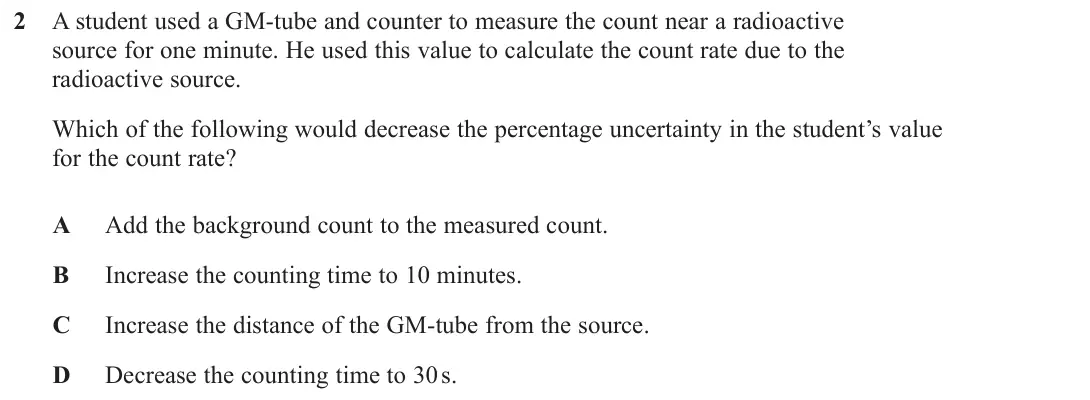 2 A student used a GM-tube and counter to measure the count near a radioactive
source for one minute. He used this value to calculate the count rate due to the
radioactive source.
Which of the following would decrease the percentage uncertainty in the student’s value
for the count rate?
A Add the background count to the measured count.
B Increase the counting time to 10 minutes.
C Increase the distance of the GM-tube from the source.
D Decrease the counting time to 30 s.